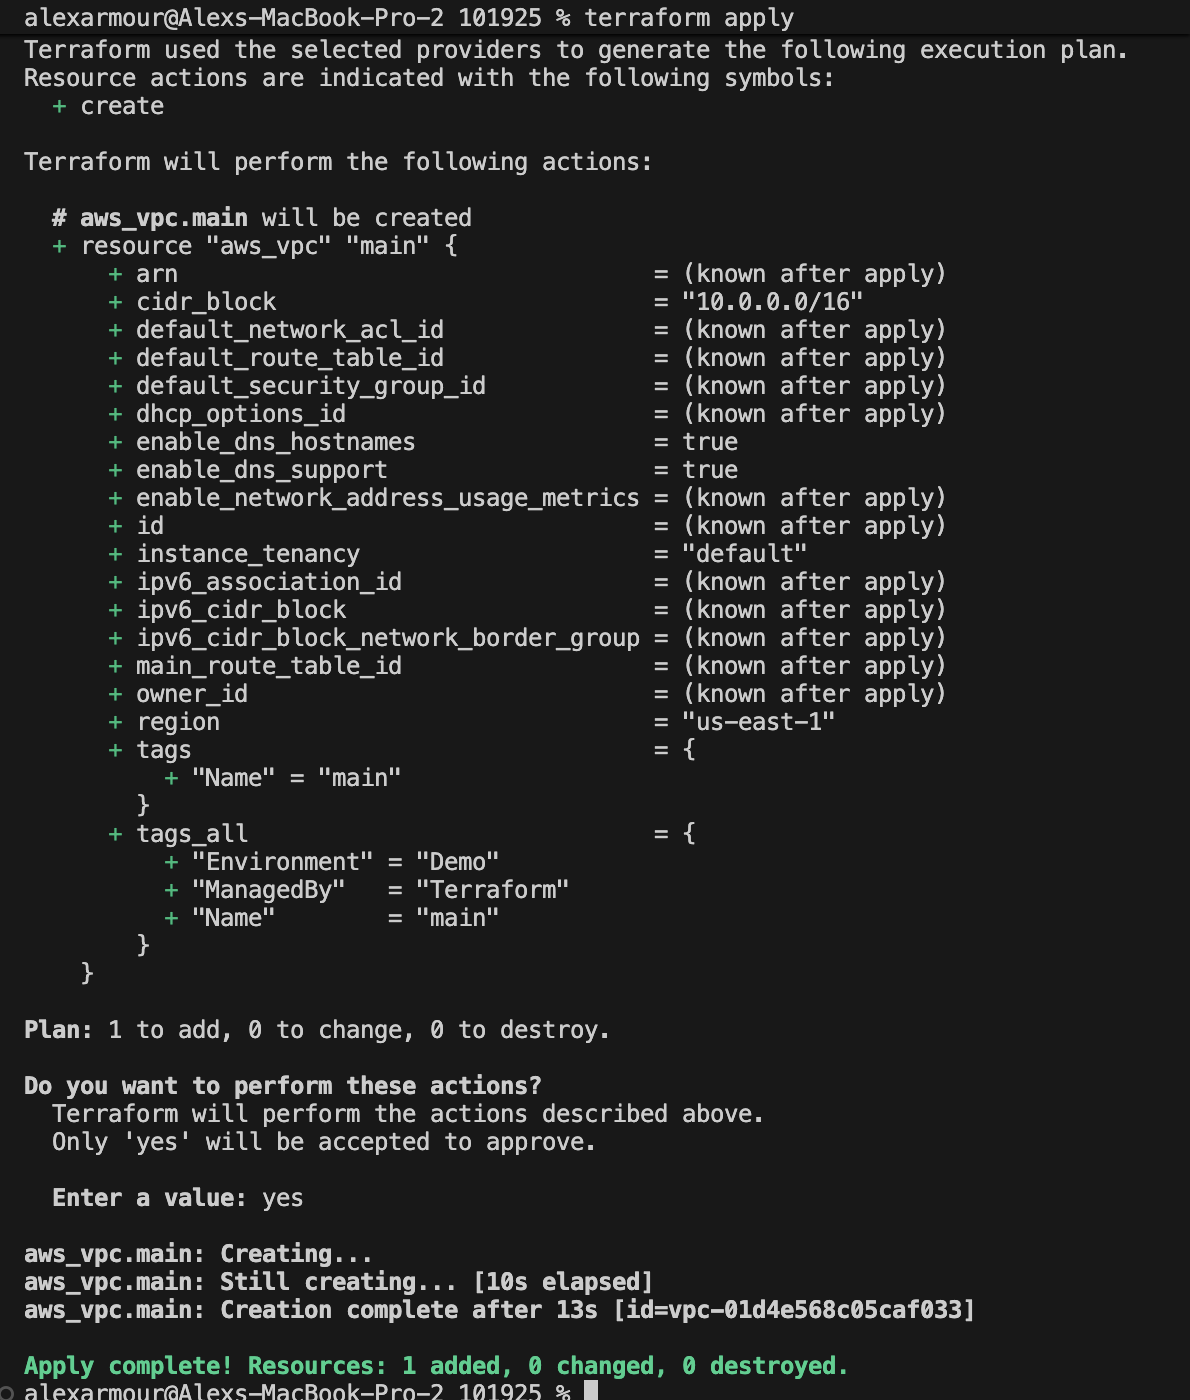 alexarmour@Alexs-MacBook-Pro-2 101925 % terraform apply
Terraform used the selected providers to generate the following execution plan.
Resource actions are indicated with the following symbols:
  + create

Terraform will perform the following actions:

  # aws_vpc.main will be created
  + resource "aws_vpc" "main" {
      + arn                                  = (known after apply)
      + cidr_block                           = "10.0.0.0/16"
      + default_network_acl_id               = (known after apply)
      + default_route_table_id               = (known after apply)
      + default_security_group_id            = (known after apply)
      + dhcp_options_id                      = (known after apply)
      + enable_dns_hostnames                 = true
      + enable_dns_support                   = true
      + enable_network_address_usage_metrics = (known after apply)
      + id                                   = (known after apply)
      + instance_tenancy                     = "default"
      + ipv6_association_id                  = (known after apply)
      + ipv6_cidr_block                      = (known after apply)
      + ipv6_cidr_block_network_border_group = (known after apply)
      + main_route_table_id                  = (known after apply)
      + owner_id                             = (known after apply)
      + region                               = "us-east-1"
      + tags                                 = {
          + "Name" = "main"
        }
      + tags_all                             = {
          + "Environment" = "Demo"
          + "ManagedBy"   = "Terraform"
          + "Name"        = "main"
        }
    }

Plan: 1 to add, 0 to change, 0 to destroy.

Do you want to perform these actions?
  Terraform will perform the actions described above.
  Only 'yes' will be accepted to approve.

  Enter a value: yes

aws_vpc.main: Creating...
aws_vpc.main: Still creating... [10s elapsed]
aws_vpc.main: Creation complete after 13s [id=vpc-01d4e568c05caf033]

Apply complete! Resources: 1 added, 0 changed, 0 destroyed.
alexarmour@Alexs-MacBook-Pro-2 101925 %